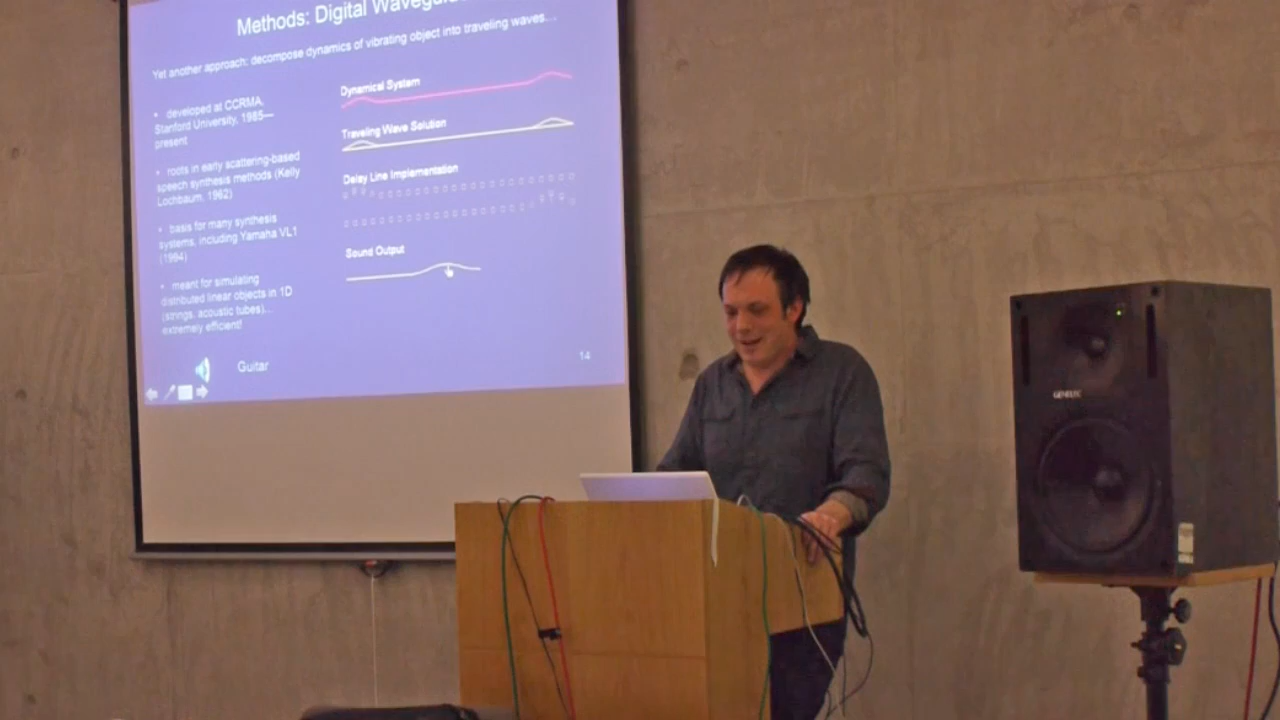 Methods: Digital Wavegui
Yet another approach: decompose dynamics of vibrating object into traveling waves...
• developed at CCRMA,
Stanford University, 1985—
present
• roots in early scattering-based
speech synthesis methods (Kelly
Lochbaum, 1962)
• basis for many synthesis
systems, including Yamaha VL1
(1994)
• meant for simulating
distributed linear objects in 1D
(strings, acoustic tubes)...
extremely efficient!
Dynamical System
Traveling Wave Solution
Delay Line Implementation
Sound Output
Guitar
14
GENELEC